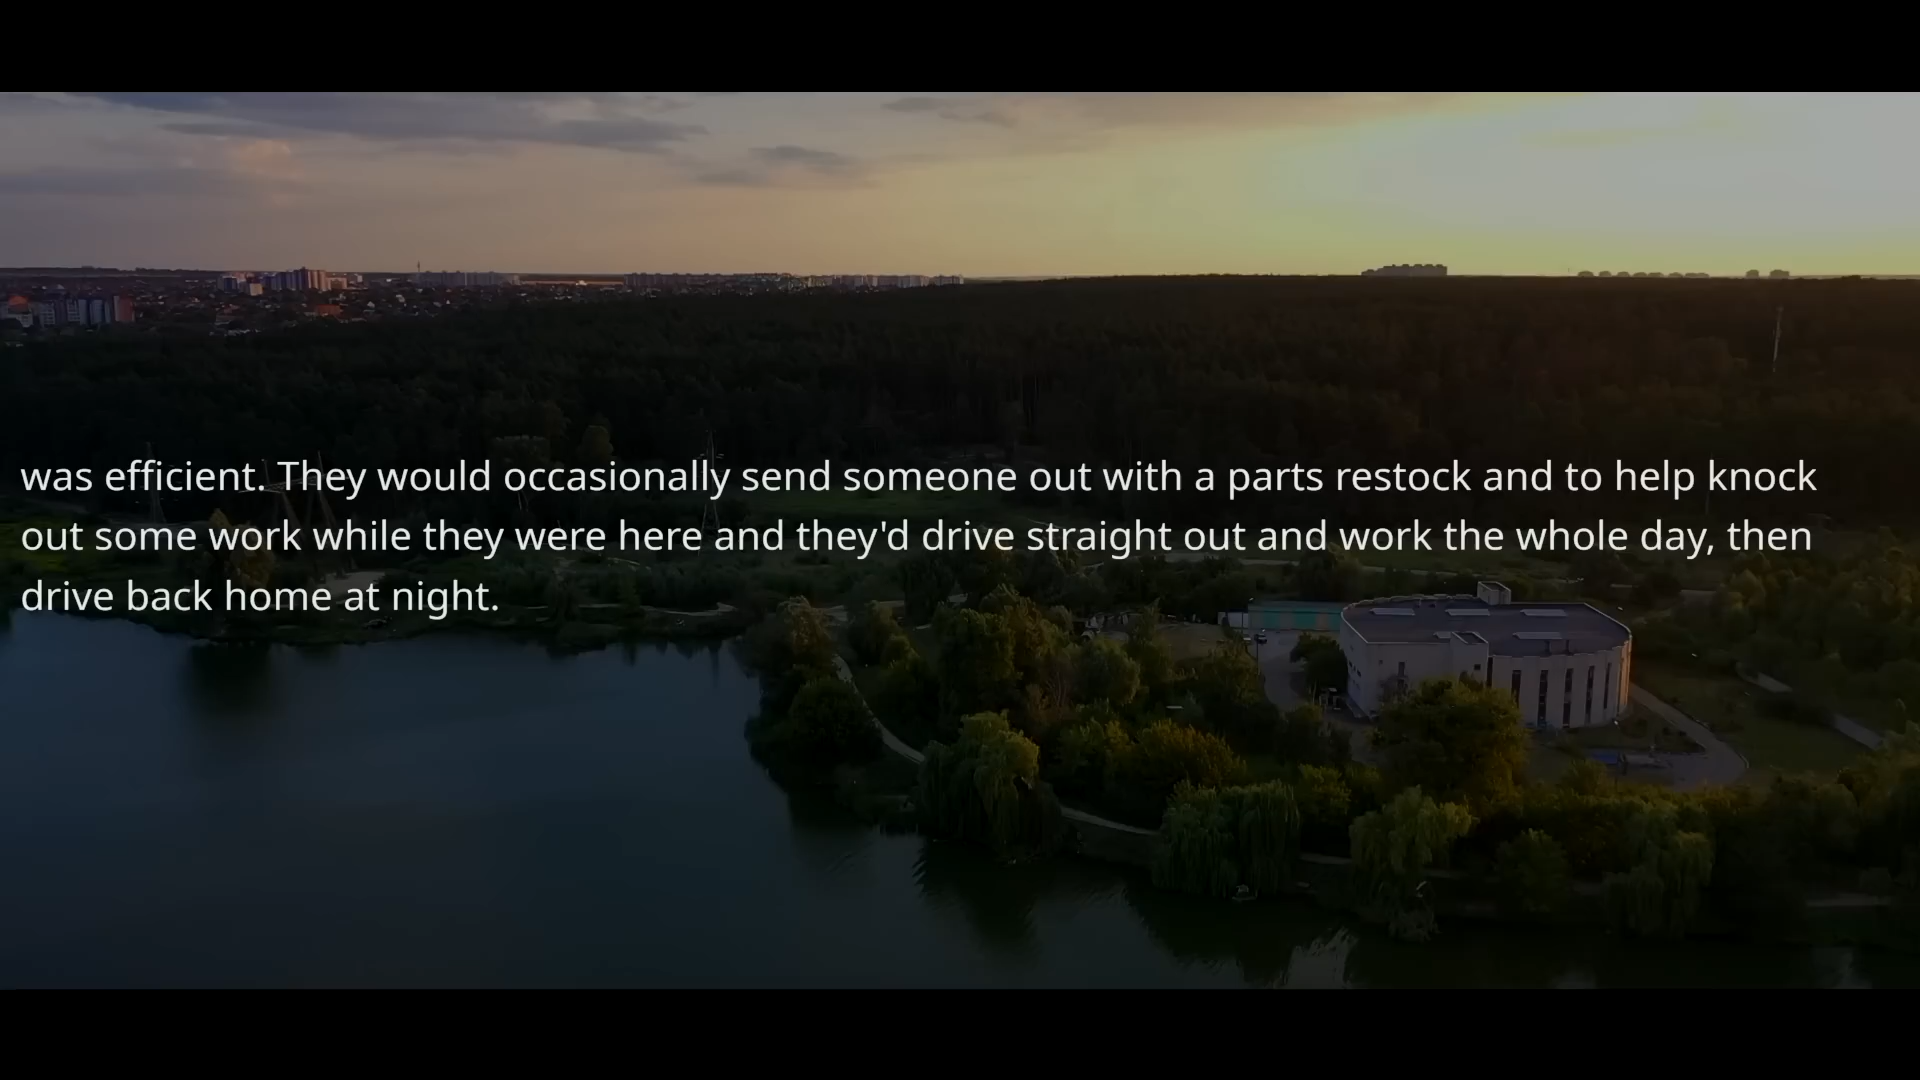 was efficient. They would occasionally send someone out with a parts restock and to help knock
out some work while they were here and they'd drive straight out and work the whole day, then
drive back home at night.